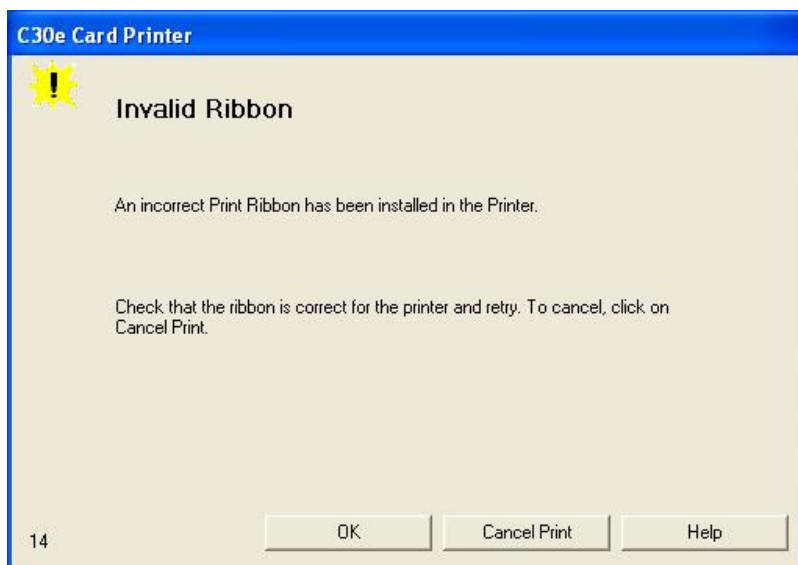 C30e Card Printer
!
Invalid Ribbon
An incorrect Print Ribbon has been installed in the Printer.
Check that the ribbon is correct for the printer and retry. To cancel, click on
Cancel Print.
14
OK
Cancel Print
Help